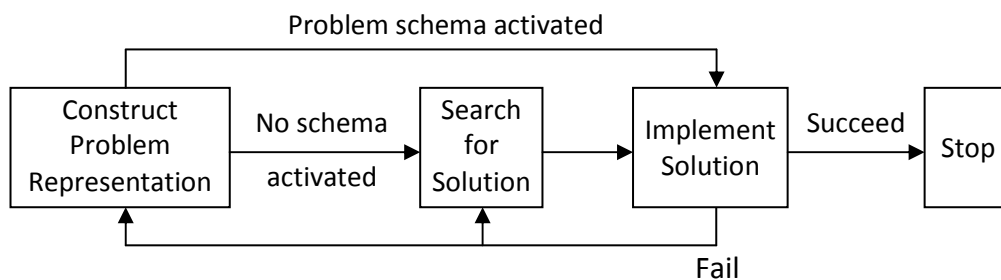 Problem schema activated
Construct
Problem
Representation
No schema
activated
Search
for
Solution
Implement
Solution
Succeed
Stop
Fail